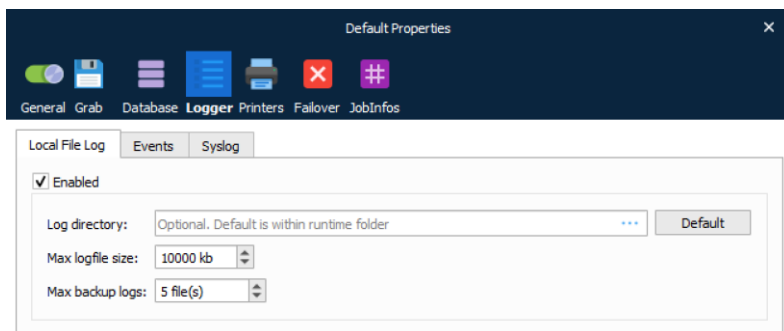 Default Properties
General Grab Database Logger Printers Failover JobInfos
Local File Log Events Syslog
Enabled
Log directory: Optional. Default is within runtime folder ... Default
Max logfile size: 10000 kb
Max backup logs: 5 file(s)